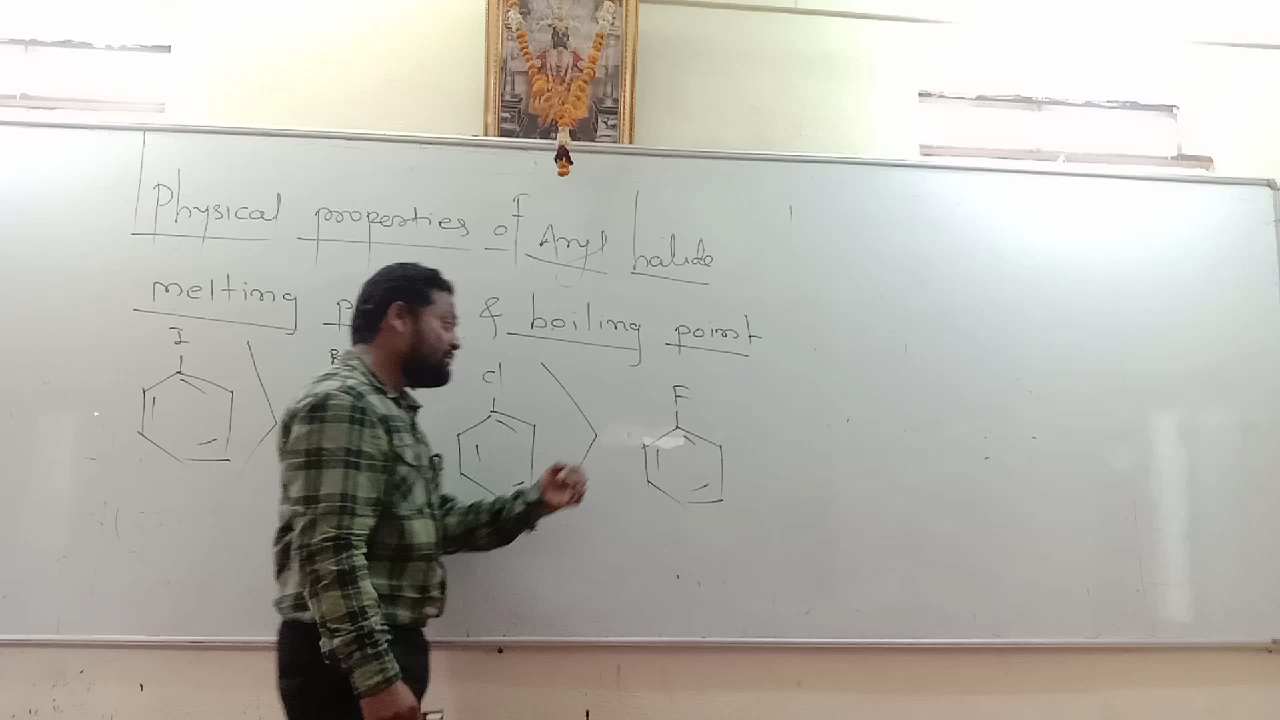 Physical properties of Aryl halide
melting & boiling point
I Cl F